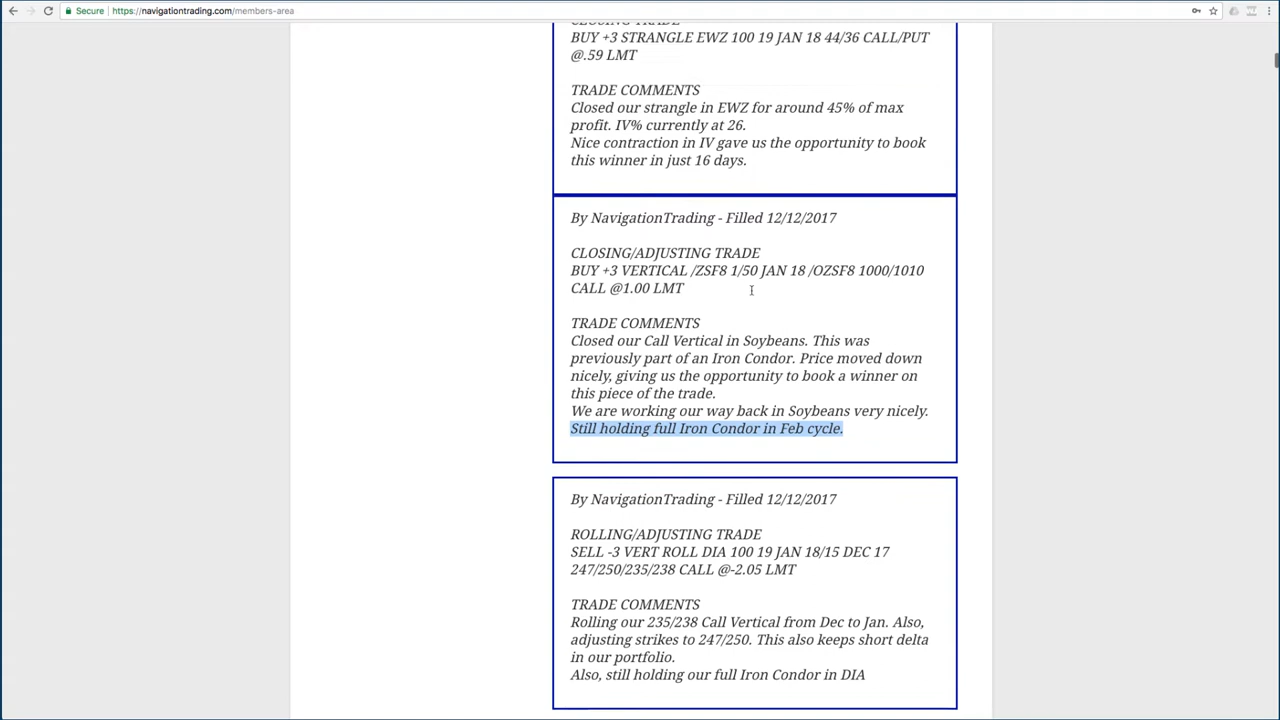 Secure
https://navigationtrading.com/members-area
CLOSING TRADE
BUY +3 STRANGLE EWZ 100 19 JAN 18 44/36 CALL/PUT
@.59 LMT
TRADE COMMENTS
Closed our strangle in EWZ for around 45% of max
profit. IV% currently at 26.
Nice contraction in IV gave us the opportunity to book
this winner in just 16 days.
By NavigationTrading - Filled 12/12/2017
CLOSING/ADJUSTING TRADE
BUY +3 VERTICAL /ZSF8 1/50 JAN 18 /OZSF8 1000/1010
CALL @1.00 LMT
TRADE COMMENTS
Closed our Call Vertical in Soybeans. This was
previously part of an Iron Condor. Price moved down
nicely, giving us the opportunity to book a winner on
this piece of the trade.
We are working our way back in Soybeans very nicely.
Still holding full Iron Condor in Feb cycle.
By NavigationTrading - Filled 12/12/2017
ROLLING/ADJUSTING TRADE
SELL -3 VERT ROLL DIA 100 19 JAN 18/15 DEC 17
247/250/235/238 CALL @-2.05 LMT
TRADE COMMENTS
Rolling our 235/238 Call Vertical from Dec to Jan. Also,
adjusting strikes to 247/250. This also keeps short delta
in our portfolio.
Also, still holding our full Iron Condor in DIA